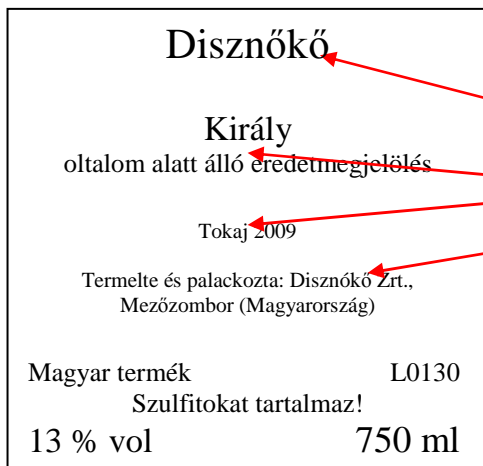 Disznőkő
Király
oltalom alatt álló eredetmegjelölés
Tokaj 2009
Termelte és palackozta: Disznókő Zrt.,
Mezőzombor (Magyarország)
Magyar termék L0130
Szulfitokat tartalmaz!
13 % vol 750 ml